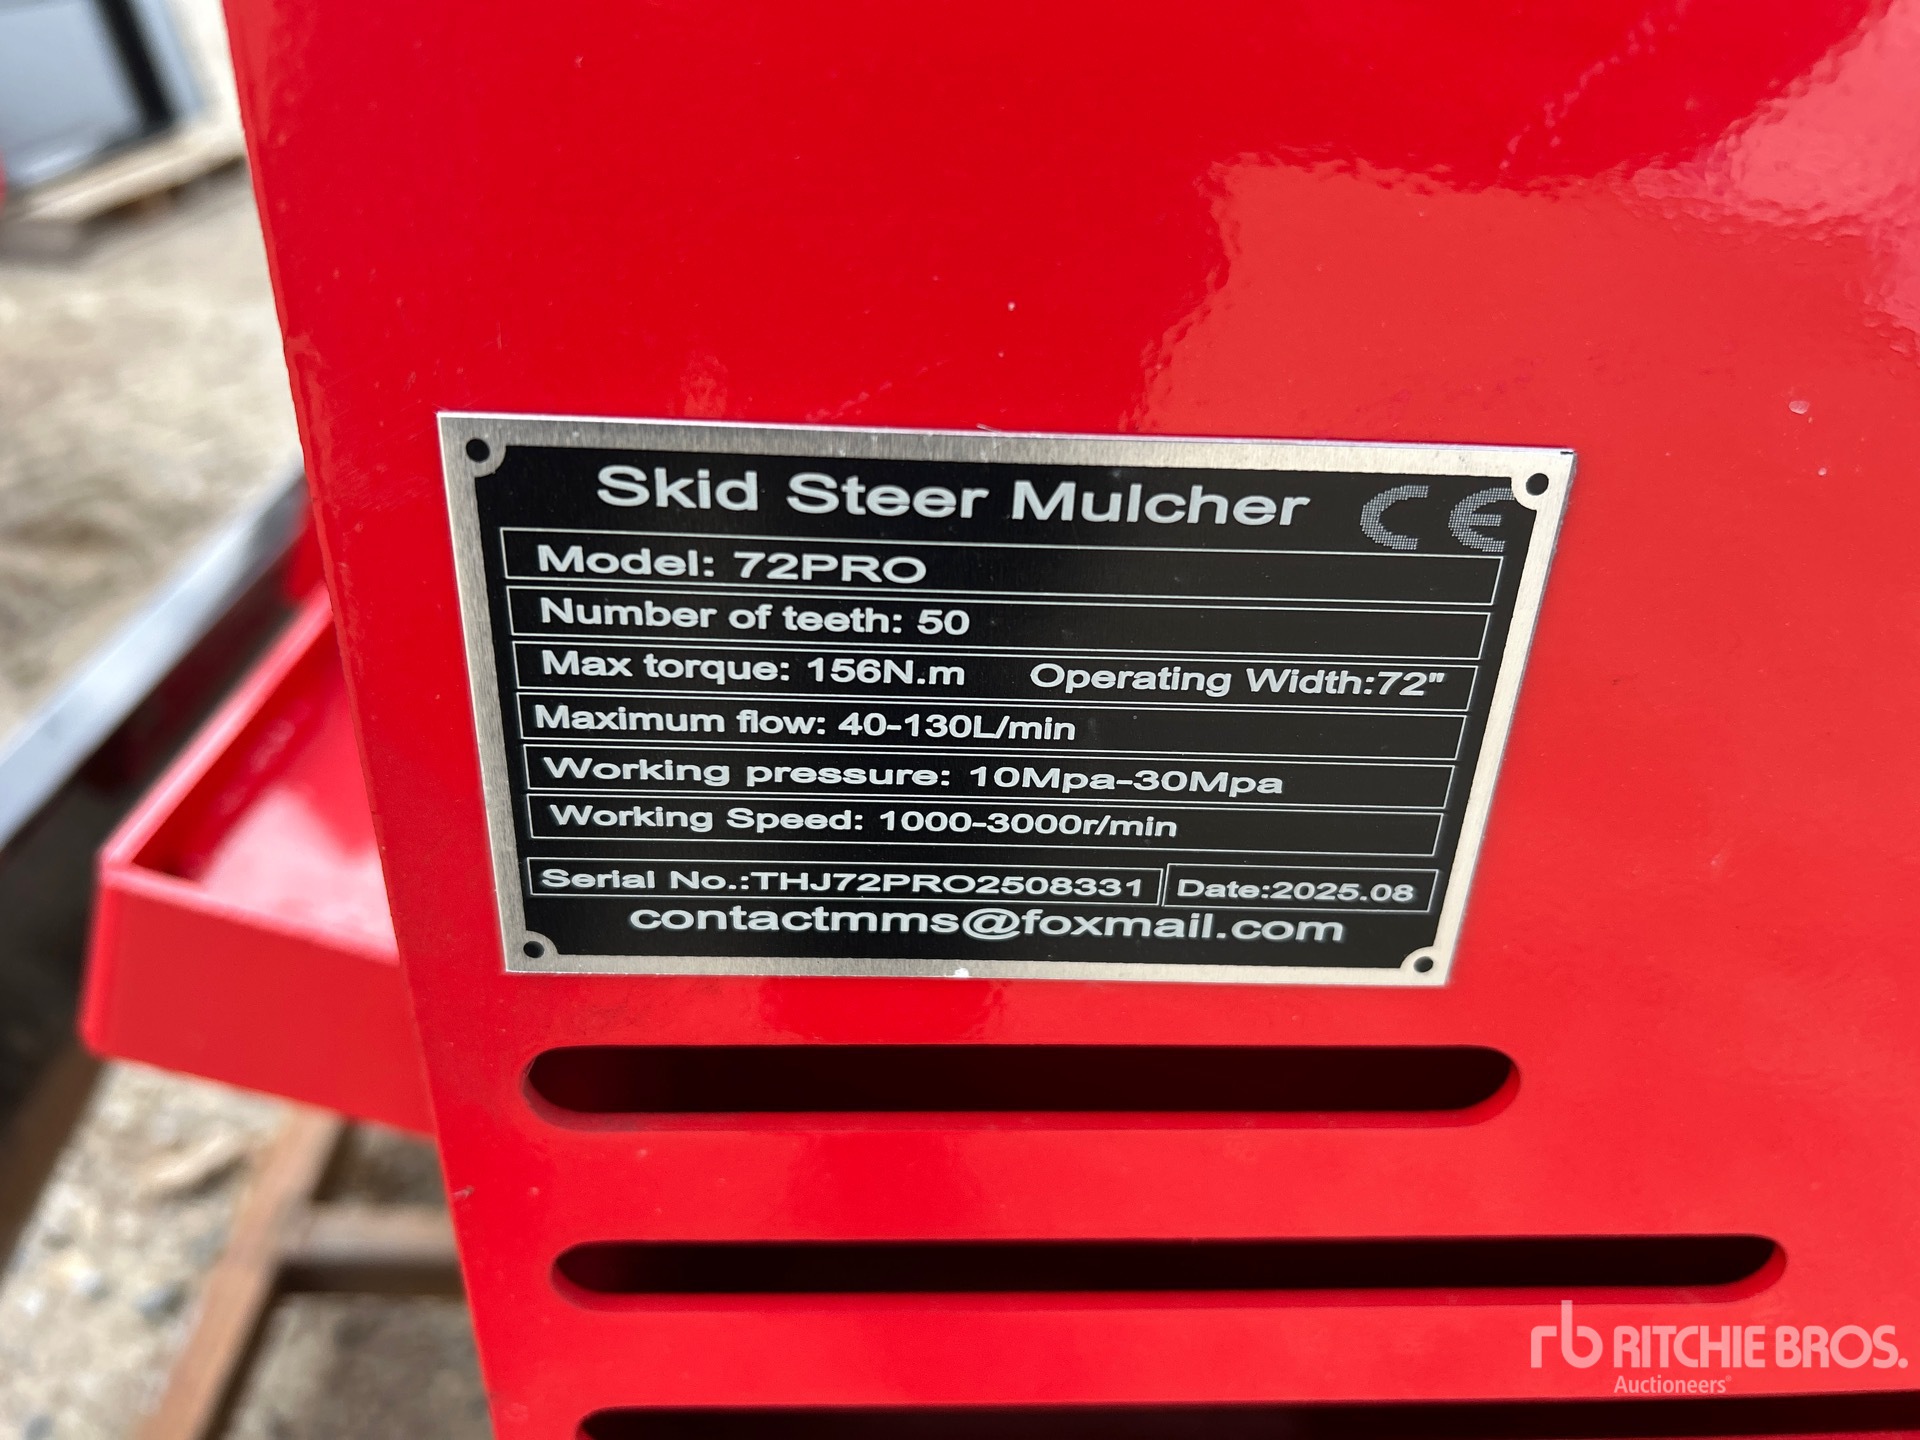 Skid Steer Mulcher CE
Model: 72PRO
Number of teeth: 50
Max torque: 156N.m Operating Width:72"
Maximum flow: 40-130L/min
Working pressure: 10Mpa-30Mpa
Working Speed: 1000-3000r/min
Serial No.:THJ72PRO2508331 Date:2025.08
contactmms@foxmail.com
rb RITCHIE BROS.
Auctioneers